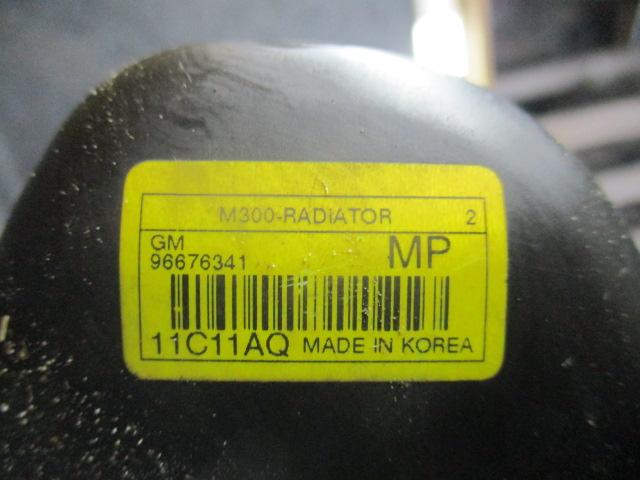 M300-RADIATOR 2
GM MP
96676341
11C11AQ MADE IN KOREA